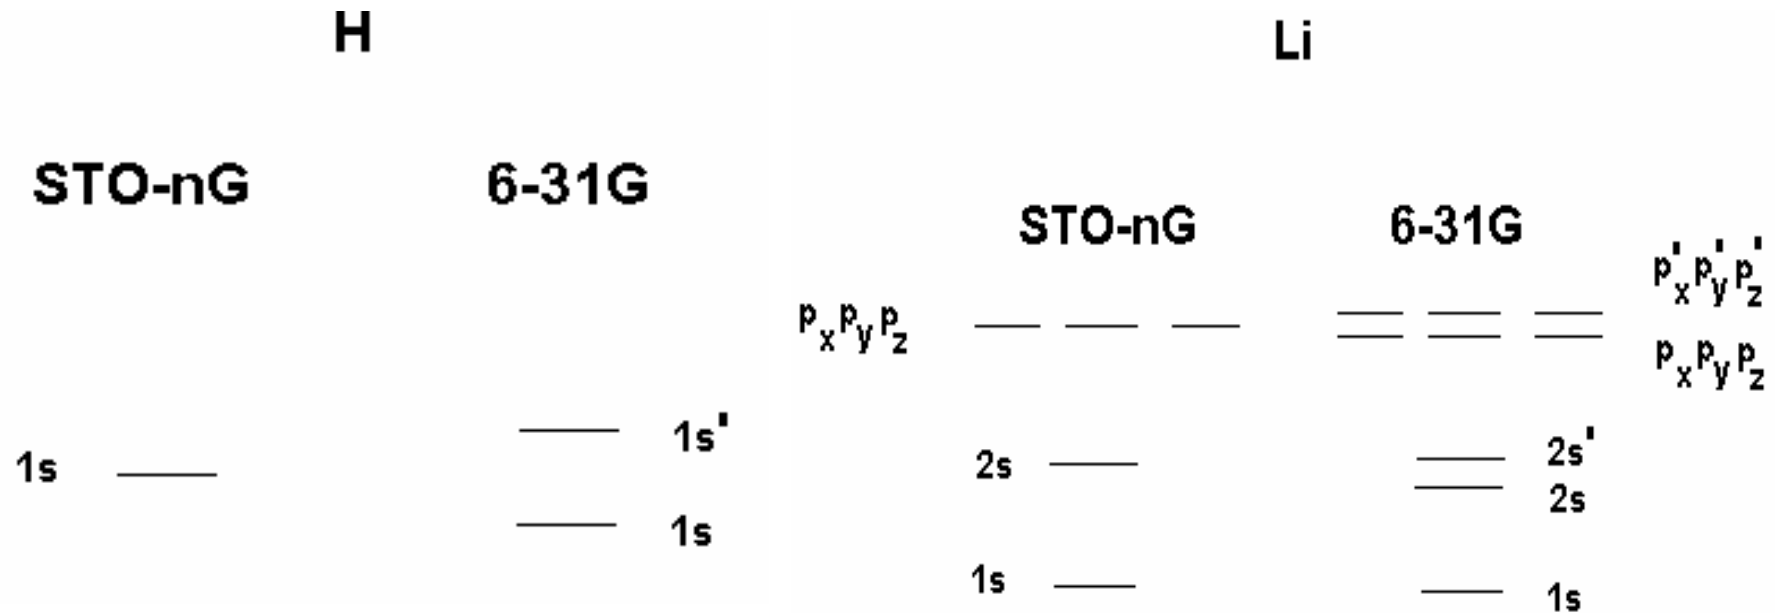 H
STO-nG 6-31G
1s'
1s
1s
Li
STO-nG 6-31G
p'x p'y p'z
px py pz
px py pz
2s'
2s
2s
1s
1s